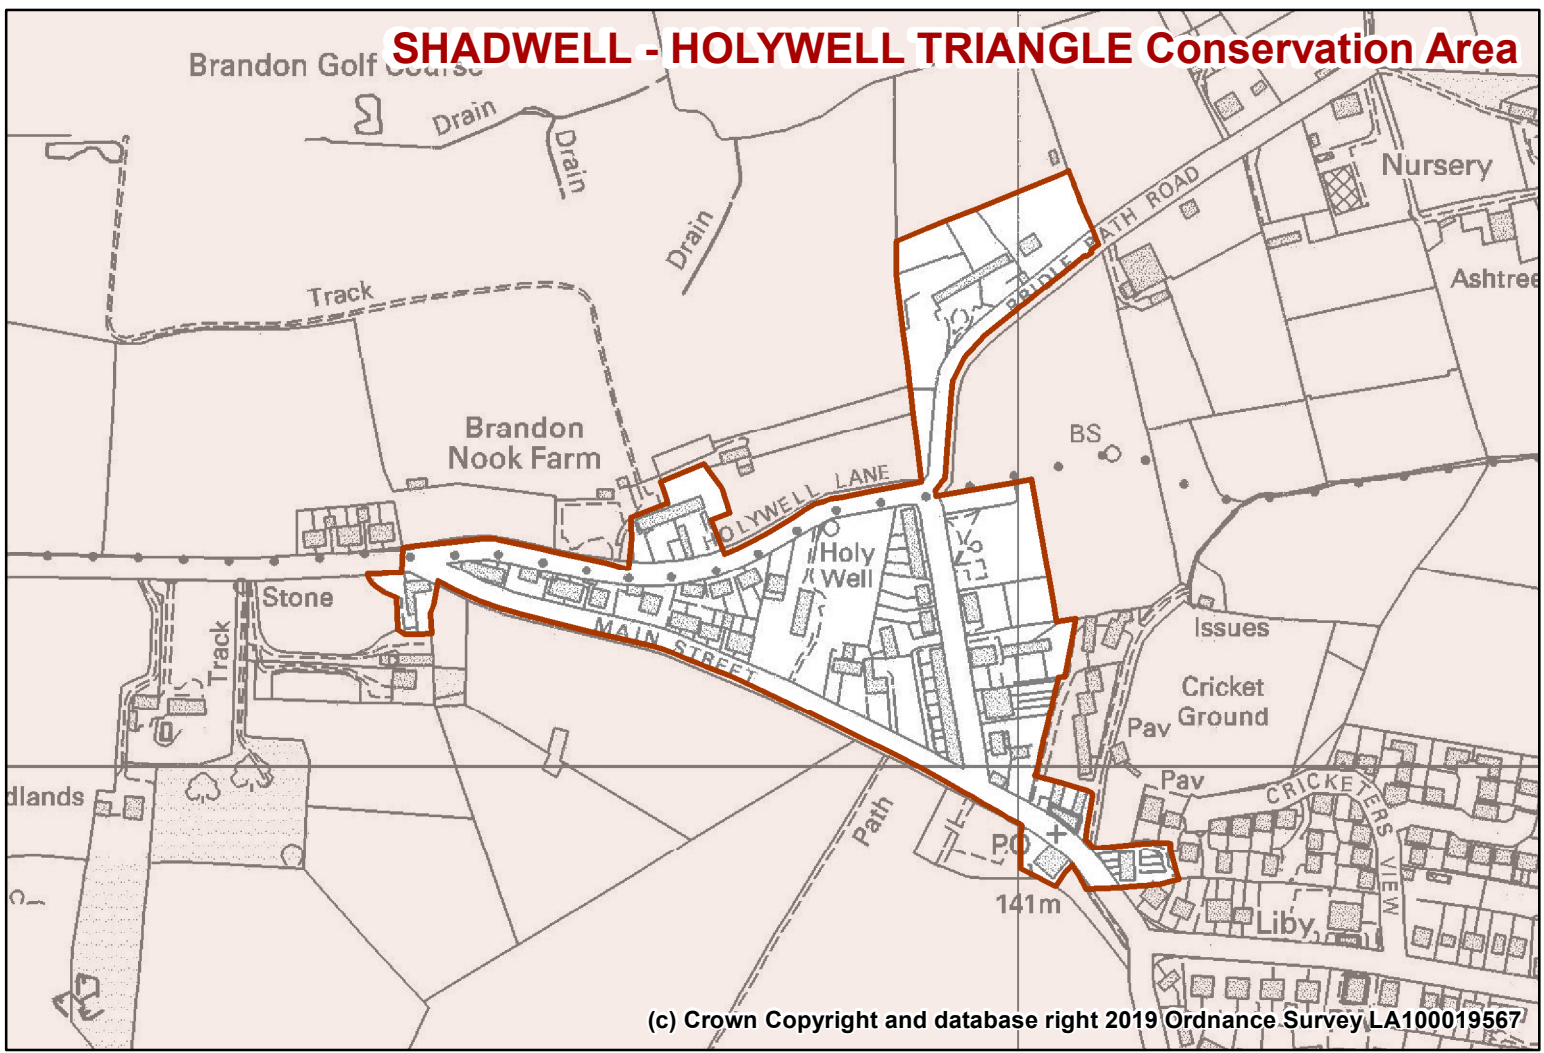 SHADWELL - HOLYWELL TRIANGLE Conservation Area
Brandon Golf Course
Drain
Drain
Drain
Nursery
BRIDLE PATH ROAD
Ashtree
Track
Brandon
Nook Farm
BS
HOLYWELL LANE
Holy
Well
Stone
Track
MAIN STREET
Issues
Cricket
Ground
Pav
Pav
CRICKETERS VIEW
dlands
Path
PO
141m
Liby
(c) Crown Copyright and database right 2019 Ordnance Survey LA100019567